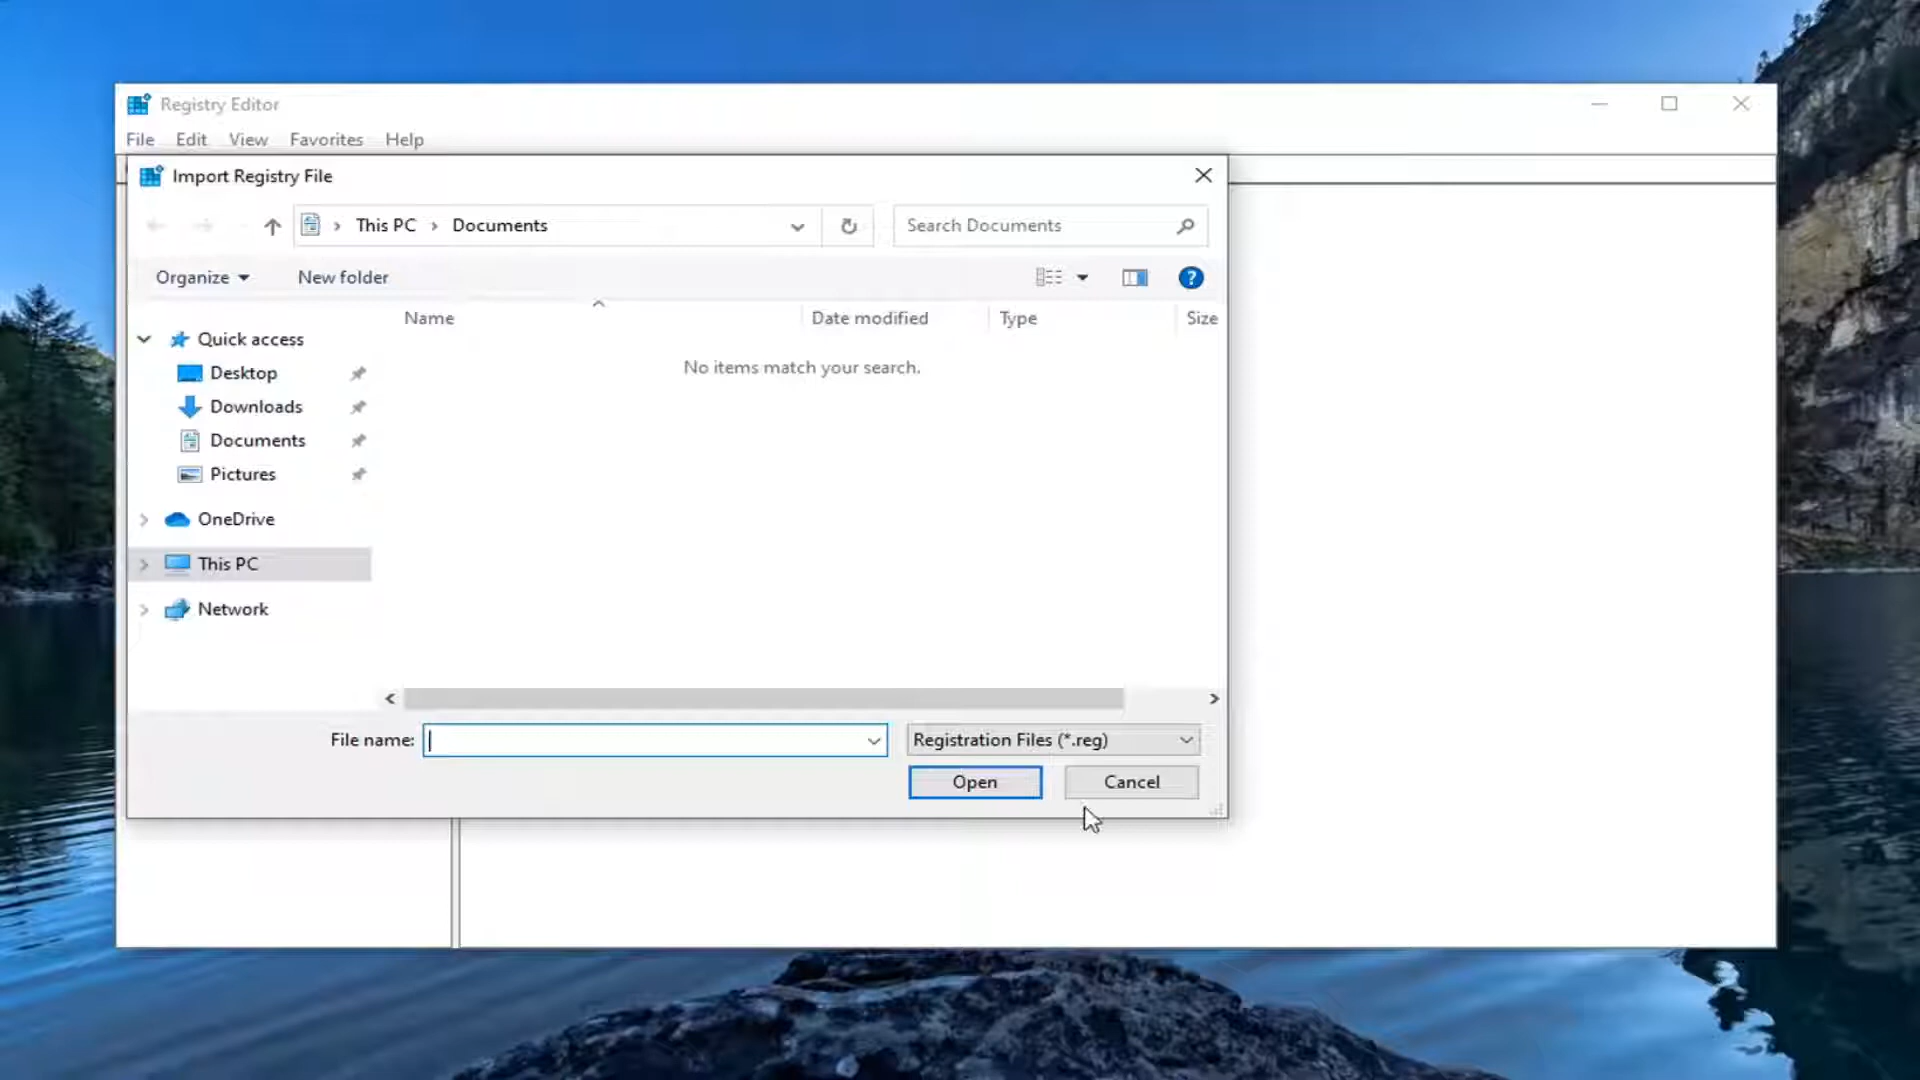 Registry Editor
File Edit View Favorites Help
Import Registry File
This PC Documents
Search Documents
Organize New folder
?
Name Date modified Type Size
No items match your search.
Quick access
Desktop
Downloads
Documents
Pictures
OneDrive
This PC
Network
File name:
Registration Files (*.reg)
Open Cancel